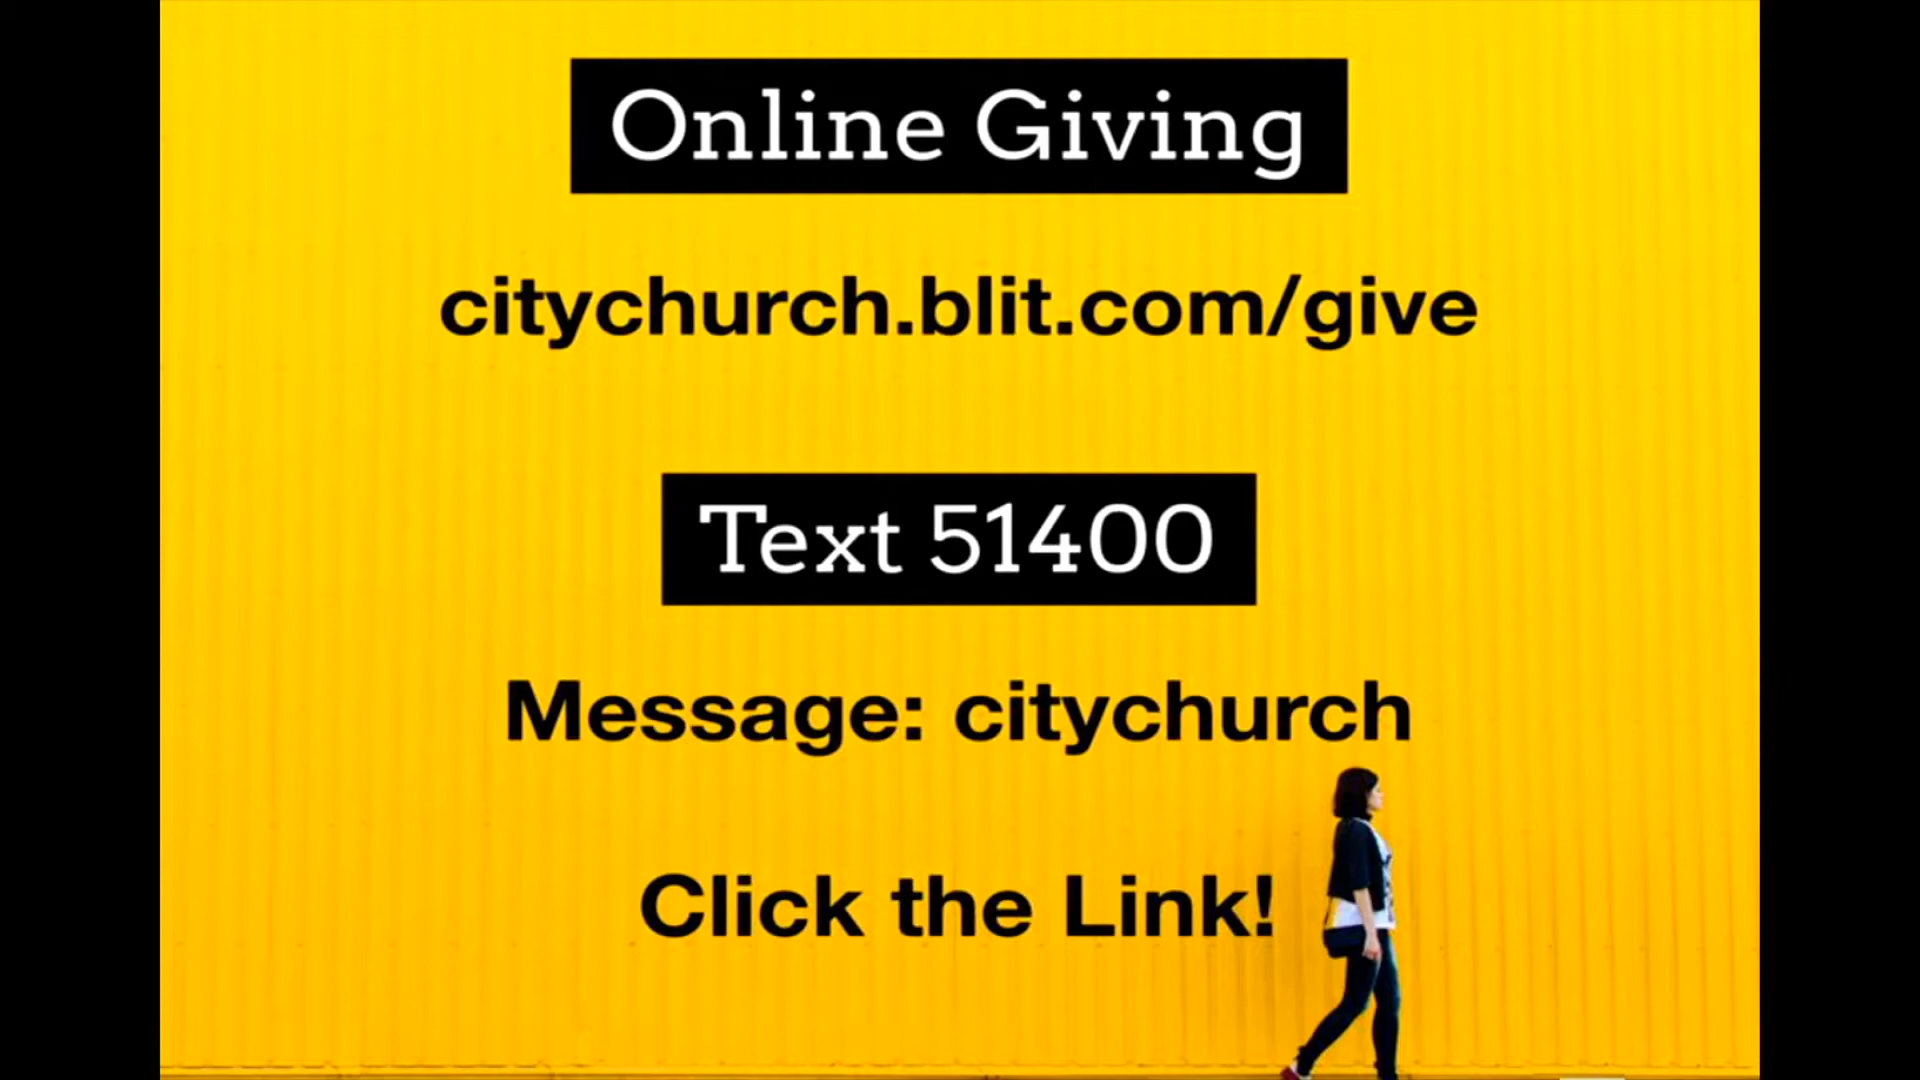 Online Giving
citychurch.blit.com/give
Text 51400
Message: citychurch
Click the Link!